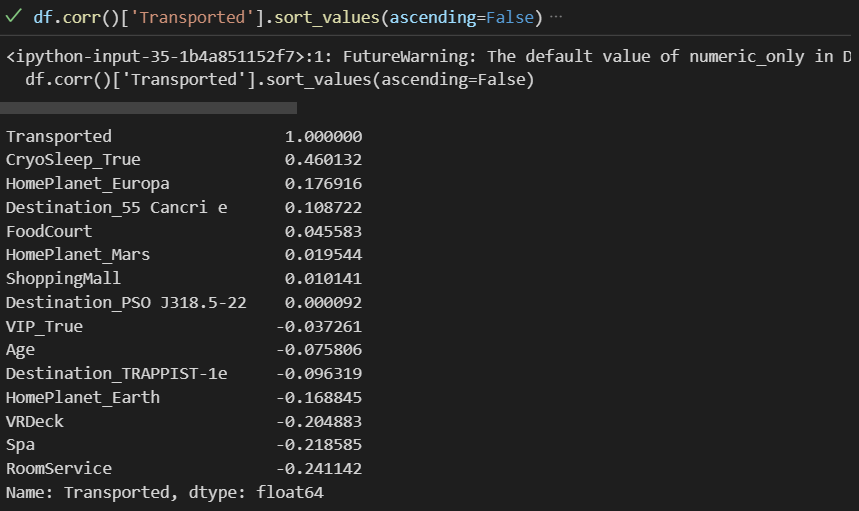 df.corr()['Transported'].sort_values(ascending=False) ...
<ipython-input-35-1b4a851152f7>:1: FutureWarning: The default value of numeric_only in D
df.corr()['Transported'].sort_values(ascending=False)
Transported 1.000000
CryoSleep_True 0.460132
HomePlanet_Europa 0.176916
Destination_55 Cancri e 0.108722
FoodCourt 0.045583
HomePlanet_Mars 0.019544
ShoppingMall 0.010141
Destination_PSO J318.5-22 0.000092
VIP_True -0.037261
Age -0.075806
Destination_TRAPPIST-1e -0.096319
HomePlanet_Earth -0.168845
VRDeck -0.204883
Spa -0.218585
RoomService -0.241142
Name: Transported, dtype: float64